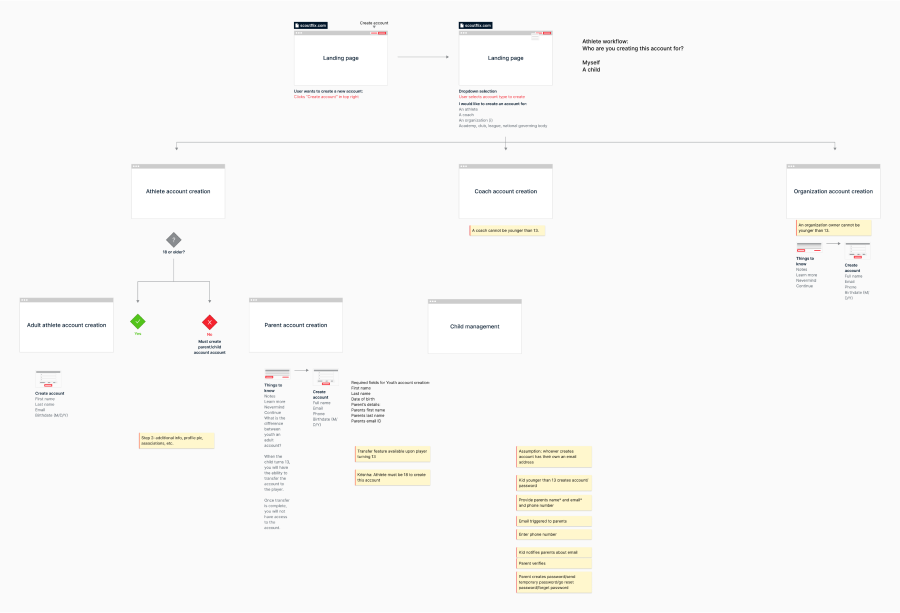 scoutflix.com
Create account
Landing page
User wants to create a new account:
Clicks "Create account" in top right
scoutflix.com
Landing page
Dropdown selection
User selects account type to create
I would like to create an account for:
An athlete
A coach
An organization ID
Academy, club, league, national governing body
Athlete workflow:
Who are you creating this account for?
Myself
A child
Athlete account creation
Coach account creation
A coach cannot be younger than 13.
Organization account creation
An organization owner cannot be
younger than 13.
Things to
know
Notes
Learn more
Nevermind
Continue
Create
account
Full name
Email
Phone
Birthdate (M/
D/Y)
?
18 or older?
Yes
No
Must create
parent/child
account account
Adult athlete account creation
Create account
First name
Last name
Email
Birthdate (M/D/Y)
Step 2: additional info, profile pic,
associations, etc.
Parent account creation
Things to
know
Notes
Learn more
Nevermind
Continue
What is the
difference
between
youth an
adult
account?
When the
child turns 13,
you will have
the ability to
transfer the
account to
the player.
Once transfer
is complete,
you will not
have access
to the
account.
Create
account
Full name
Email
Phone
Birthdate (M/
D/Y)
Required fields for Youth account creation:
First name
Last name
Date of birth
Parent's details:
Parents first name
Parents last name
Parents email ID
Transfer feature available upon player
turning 13
Athlete must be 18 to create
this account
Child management
Assumption: whoever creates
account has their own an email
address
Kid younger than 13 creates account/
password
Provide parents name* and email*
and phone number
Email triggered to parents
Enter phone number
Kid notifies parents about email
Parent verifies
Parent creates password/send
temporary password/go reset
password/forget password